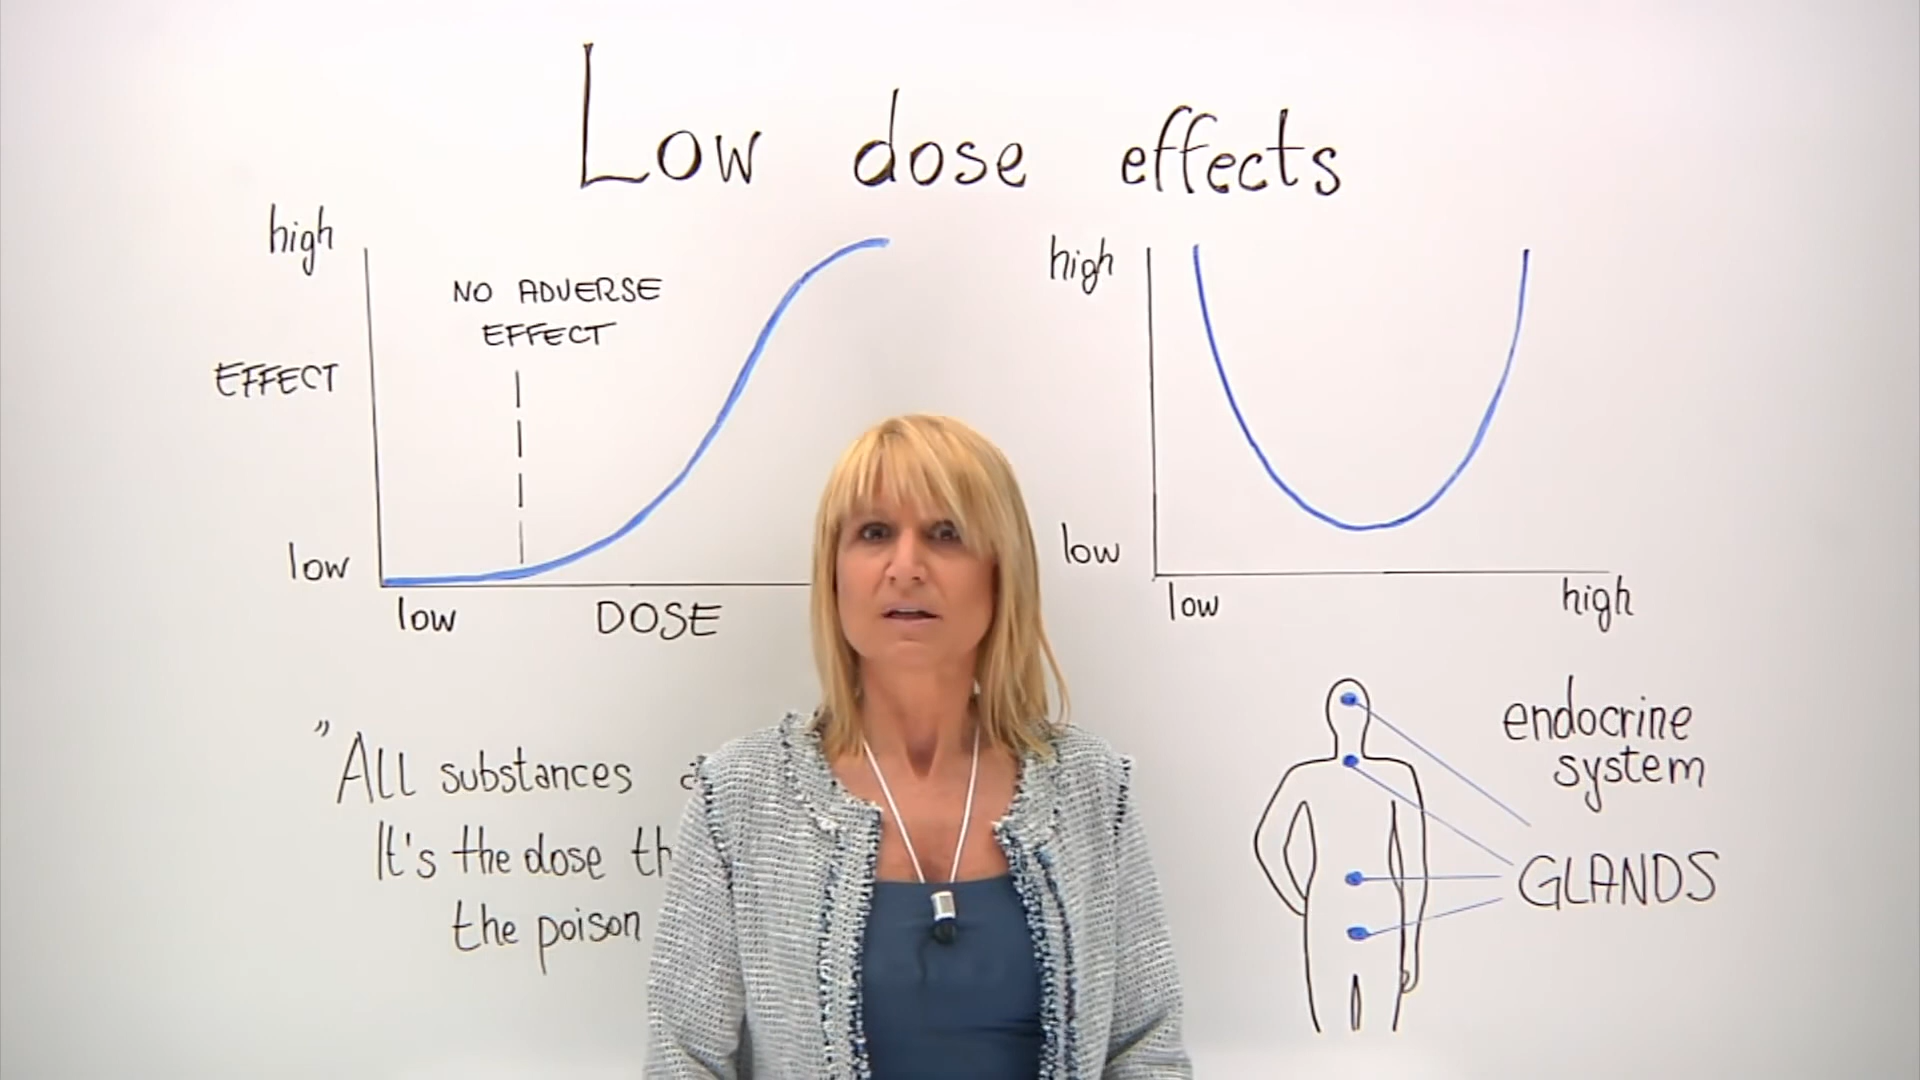 Low dose effects
high
NO ADVERSE
EFFECT
EFFECT
low
low DOSE
high
low
low high
"All substances
It's the dose
the poison
endocrine
system
GLANDS